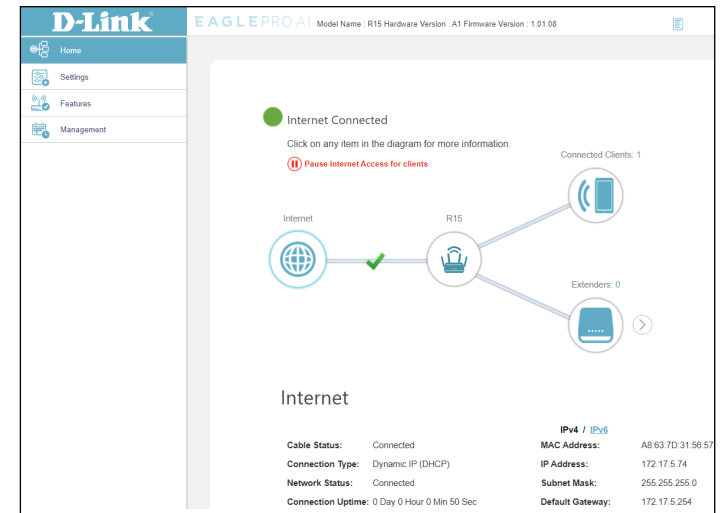 D-Link
EAGLEPRO AI Model Name : R15 Hardware Version : A1 Firmware Version : 1.01.08
Home
Settings
Features
Management
Internet Connected
Click on any item in the diagram for more information.
Pause Internet Access for clients
Connected Clients: 1
Internet
R15
Extenders: 0
Internet
IPv4 / IPv6
Cable Status: Connected MAC Address: A8:63:7D:31:56:57
Connection Type: Dynamic IP (DHCP) IP Address: 172.17.5.74
Network Status: Connected Subnet Mask: 255.255.255.0
Connection Uptime: 0 Day 0 Hour 0 Min 50 Sec Default Gateway: 172.17.5.254